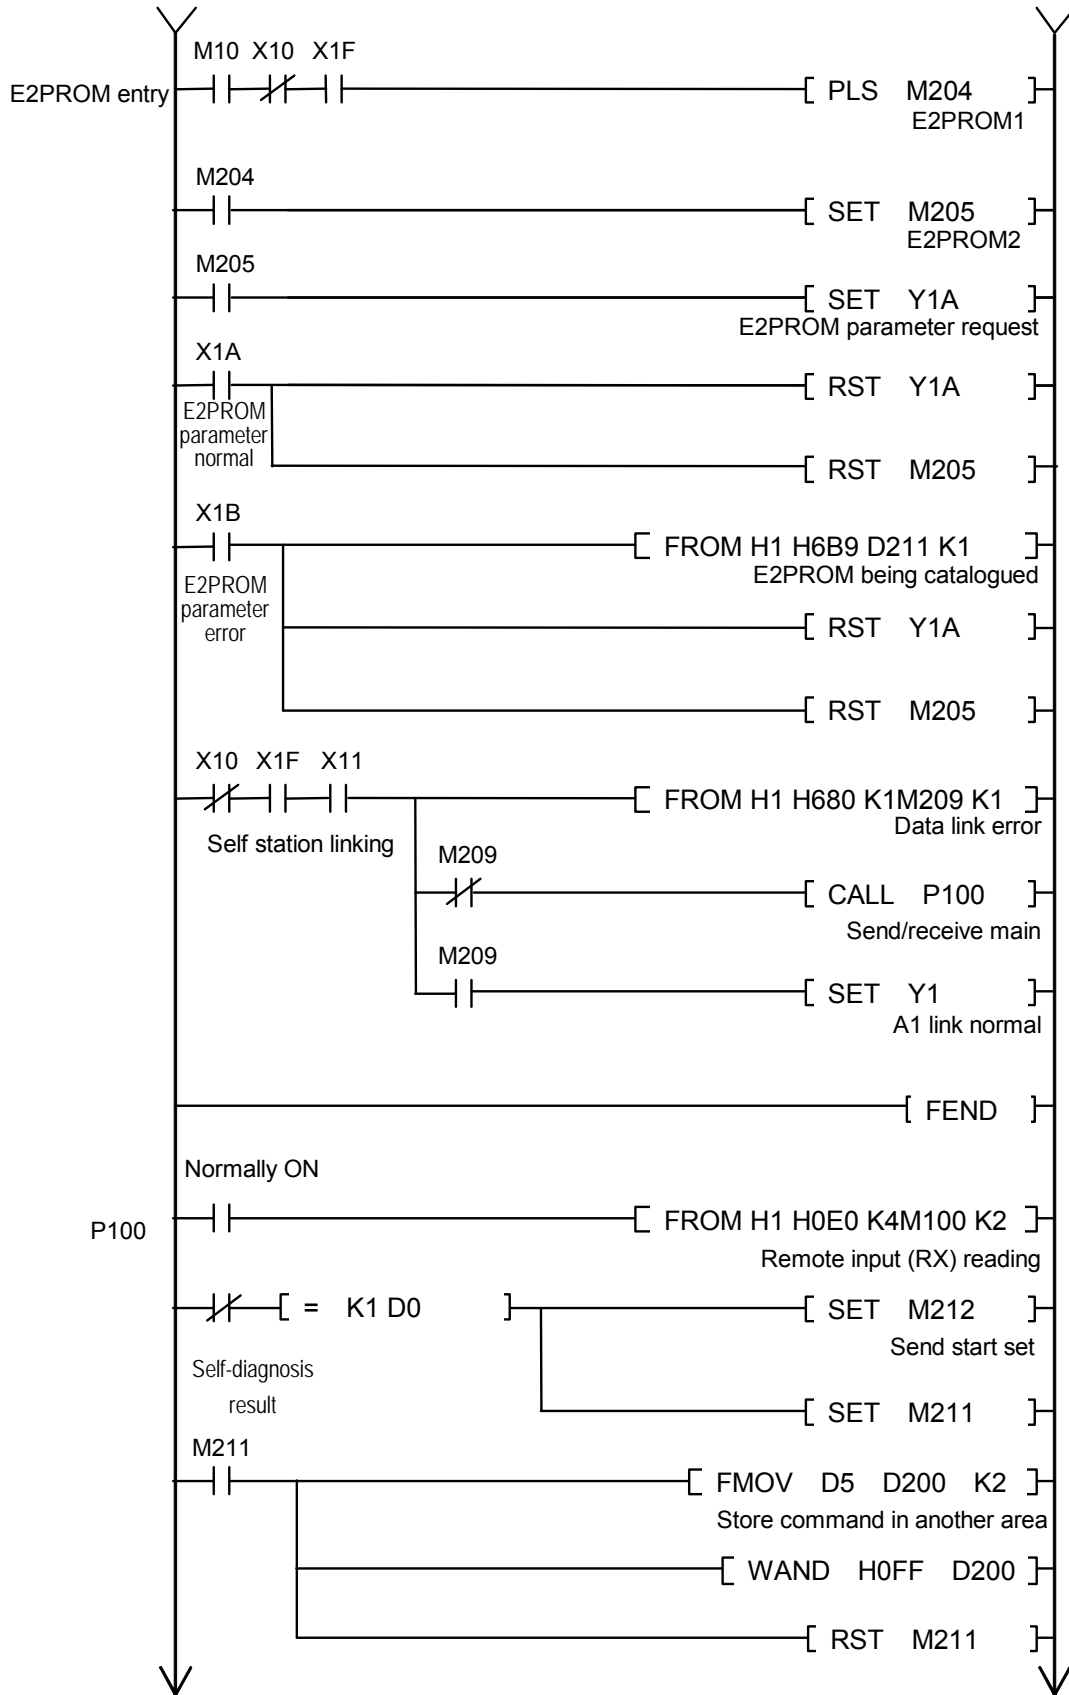 M10 X10 X1F
E2PROM entry
[ PLS M204 ]
E2PROM1
M204
[ SET M205 ]
E2PROM2
M205
[ SET Y1A ]
E2PROM parameter request
X1A
[ RST Y1A ]
E2PROM
parameter
normal
[ RST M205 ]
X1B
[ FROM H1 H6B9 D211 K1 ]
E2PROM being catalogued
E2PROM
parameter
error
[ RST Y1A ]
[ RST M205 ]
X10 X1F X11
[ FROM H1 H680 K1M209 K1 ]
Data link error
Self station linking
M209
[ CALL P100 ]
Send/receive main
M209
[ SET Y1 ]
A1 link normal
[ FEND ]
Normally ON
P100
[ FROM H1 H0E0 K4M100 K2 ]
Remote input (RX) reading
[ = K1 D0 ]
[ SET M212 ]
Send start set
Self-diagnosis
result
[ SET M211 ]
M211
[ FMOV D5 D200 K2 ]
Store command in another area
[ WAND H0FF D200 ]
[ RST M211 ]